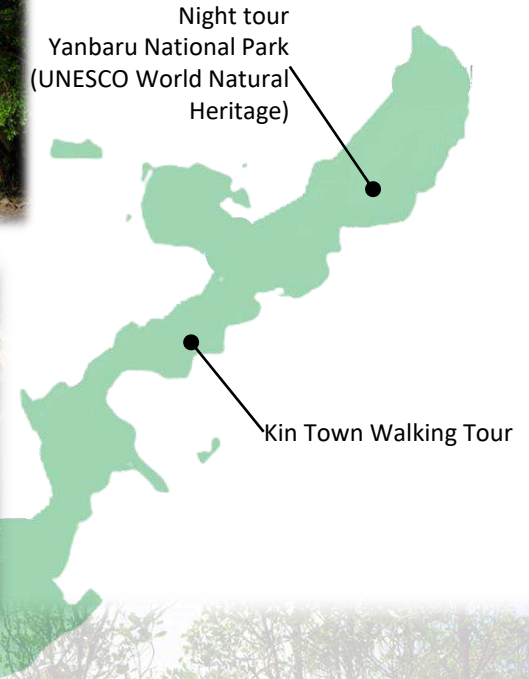 Night tour
Yanbaru National Park
(UNESCO World Natural
Heritage)
Kin Town Walking Tour